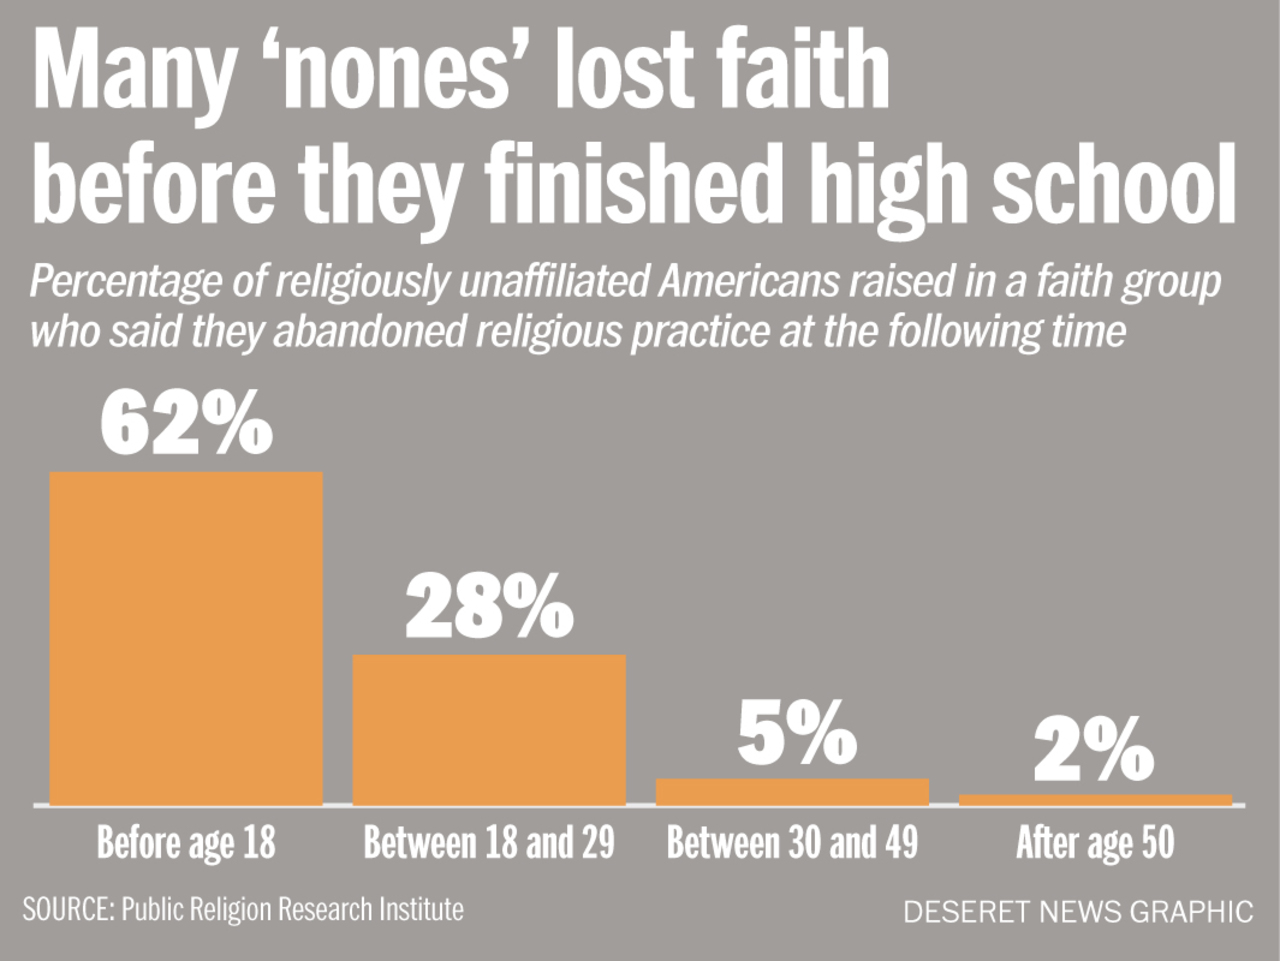 Many ‘nones’ lost faith
before they finished high school
Percentage of religiously unaffiliated Americans raised in a faith group
who said they abandoned religious practice at the following time
62%
28%
5%
2%
Before age 18
Between 18 and 29
Between 30 and 49
After age 50
SOURCE: Public Religion Research Institute
DESERET NEWS GRAPHIC